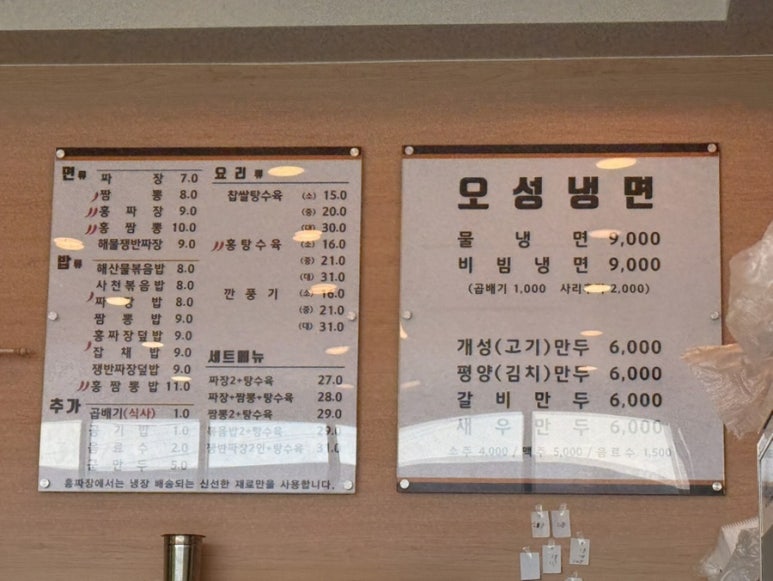 면류
짜장 7.0
짬뽕 8.0
홍짜장 9.0
홍짬뽕 10.0
해물쟁반짜장 9.0
밥류
해산물볶음밥 8.0
사천볶음밥 8.0
짜장밥 8.0
짬뽕밥 9.0
홍짜장덮밥 9.0
잡채밥 9.0
쟁반짜장덮밥 9.0
홍짬뽕밥 11.0
추가
곱배기(식사) 1.0
공기밥 1.0
음료수 2.0
군만두 5.0
요리류
찹쌀탕수육 (소) 15.0
(중) 20.0
(대) 30.0
홍탕수육 (소) 16.0
(중) 21.0
(대) 31.0
깐풍기 (소) 16.0
(중) 21.0
(대) 31.0
세트메뉴
짜장2+탕수육 27.0
짜장+짬뽕+탕수육 28.0
짬뽕2+탕수육 29.0
볶음밥2+탕수육 29.0
쟁반짜장2인+탕수육 31.0
홍짜장에서는 냉장 배송되는 신선한 재료만을 사용합니다.
오성냉면
물냉면 9,000
비빔냉면 9,000
(곱배기 1,000 사리 2,000)
개성(고기)만두 6,000
평양(김치)만두 6,000
갈비만두 6,000
새우만두 6,000
소주 4,000 / 맥주 5,000 / 음료수 1,500